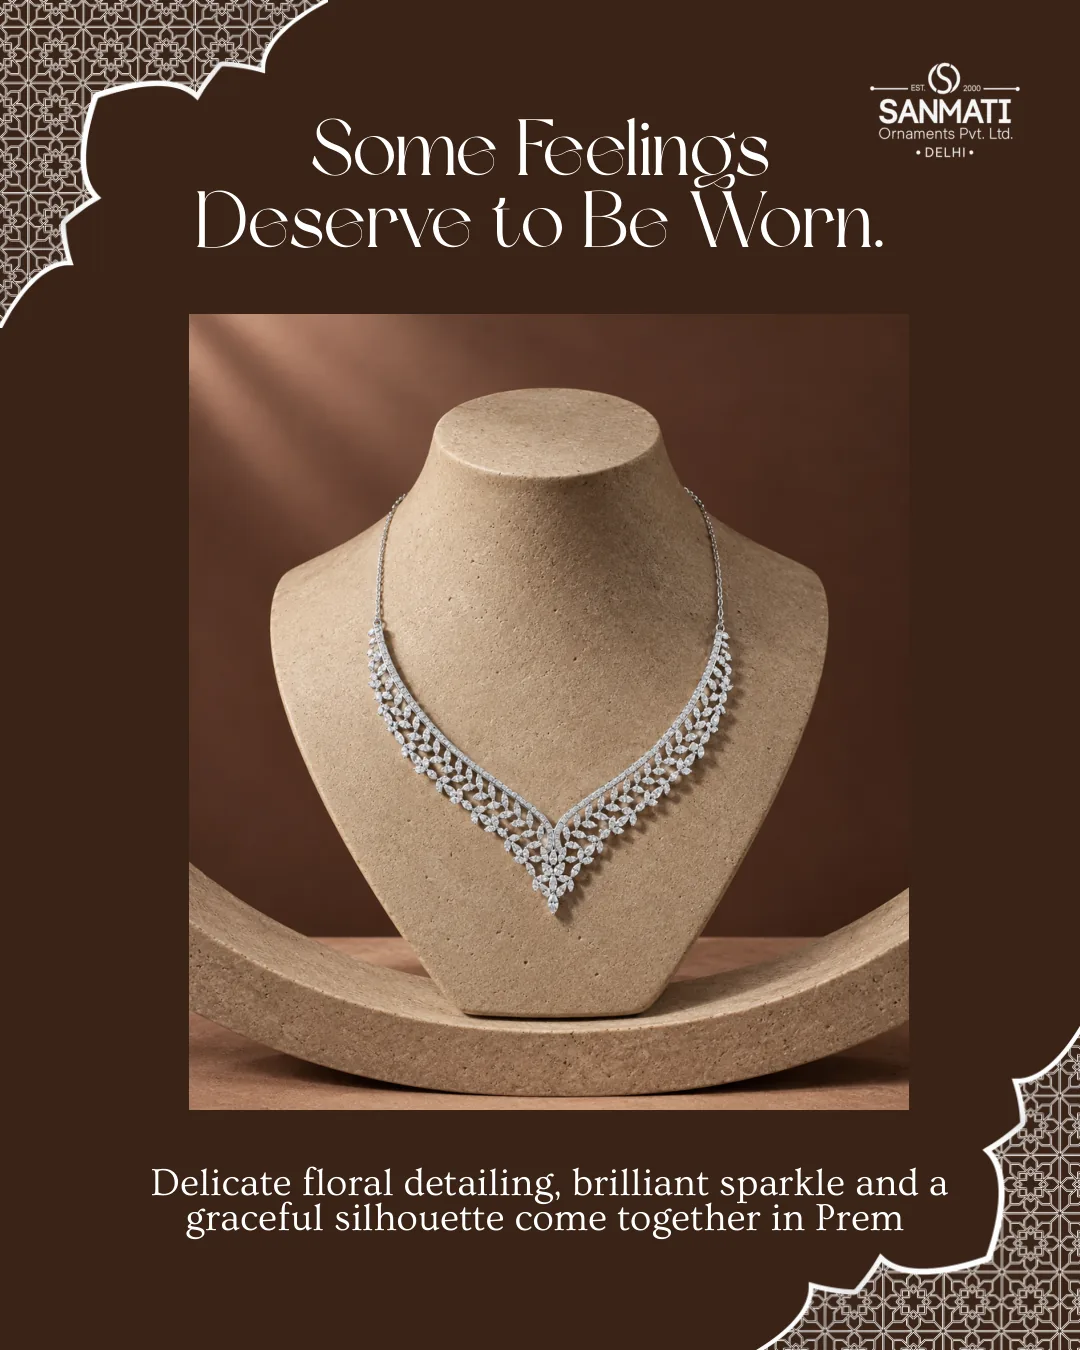 EST. 2000
SANMATI
Ornaments Pvt. Ltd.
• DELHI •
Some Feelings
Deserve to Be Worn.
Delicate floral detailing, brilliant sparkle and a
graceful silhouette come together in Prem